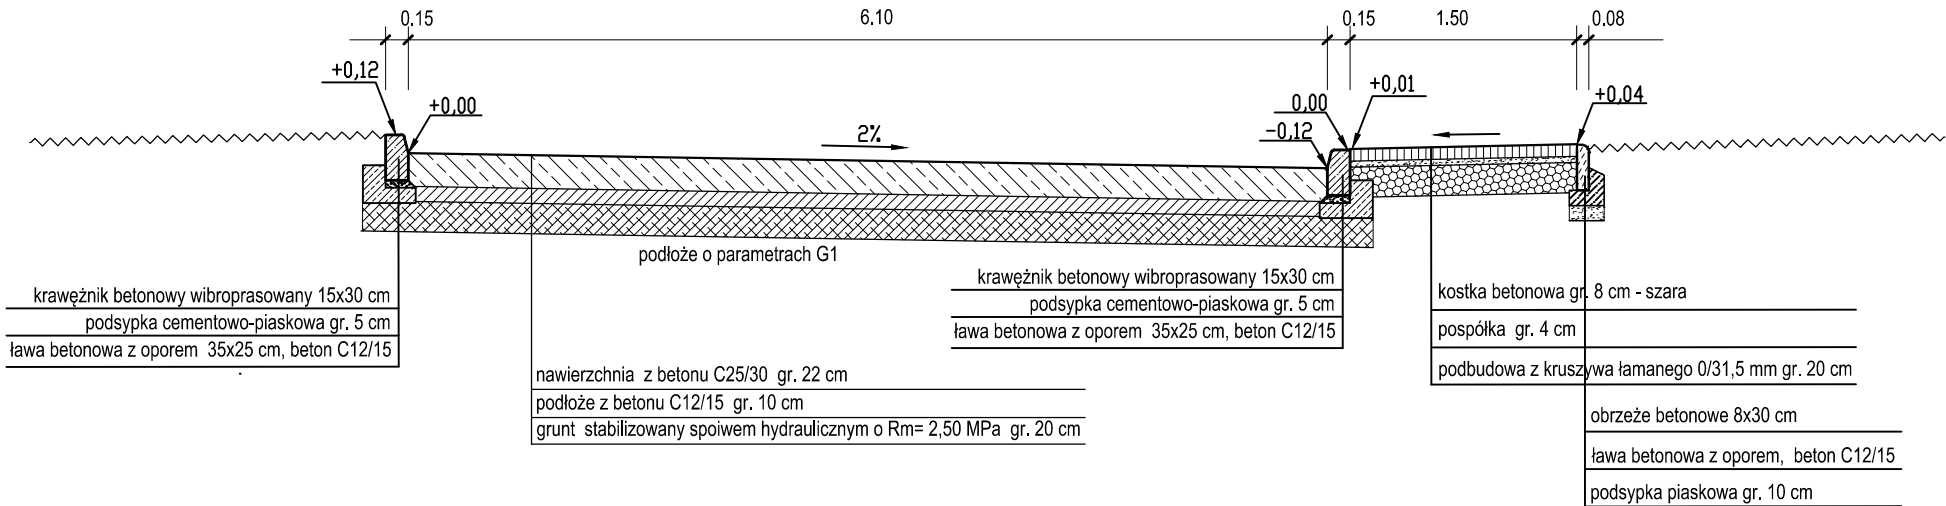 0.15 6.10 0.15 1.50 0.08
+0,12
+0,00
2%
0,00
-0,12
+0,01
+0,04
podłoże o parametrach G1
krawężnik betonowy wibroprasowany 15x30 cm
podsypka cementowo-piaskowa gr. 5 cm
ława betonowa z oporem 35x25 cm, beton C12/15
nawierzchnia z betonu C25/30 gr. 22 cm
podłoże z betonu C12/15 gr. 10 cm
grunt stabilizowany spoiwem hydraulicznym o Rm= 2,50 MPa gr. 20 cm
krawężnik betonowy wibroprasowany 15x30 cm
podsypka cementowo-piaskowa gr. 5 cm
ława betonowa z oporem 35x25 cm, beton C12/15
kostka betonowa gr. 8 cm - szara
pospółka gr. 4 cm
podbudowa z kruszywa łamanego 0/31,5 mm gr. 20 cm
obrzeże betonowe 8x30 cm
ława betonowa z oporem, beton C12/15
podsypka piaskowa gr. 10 cm